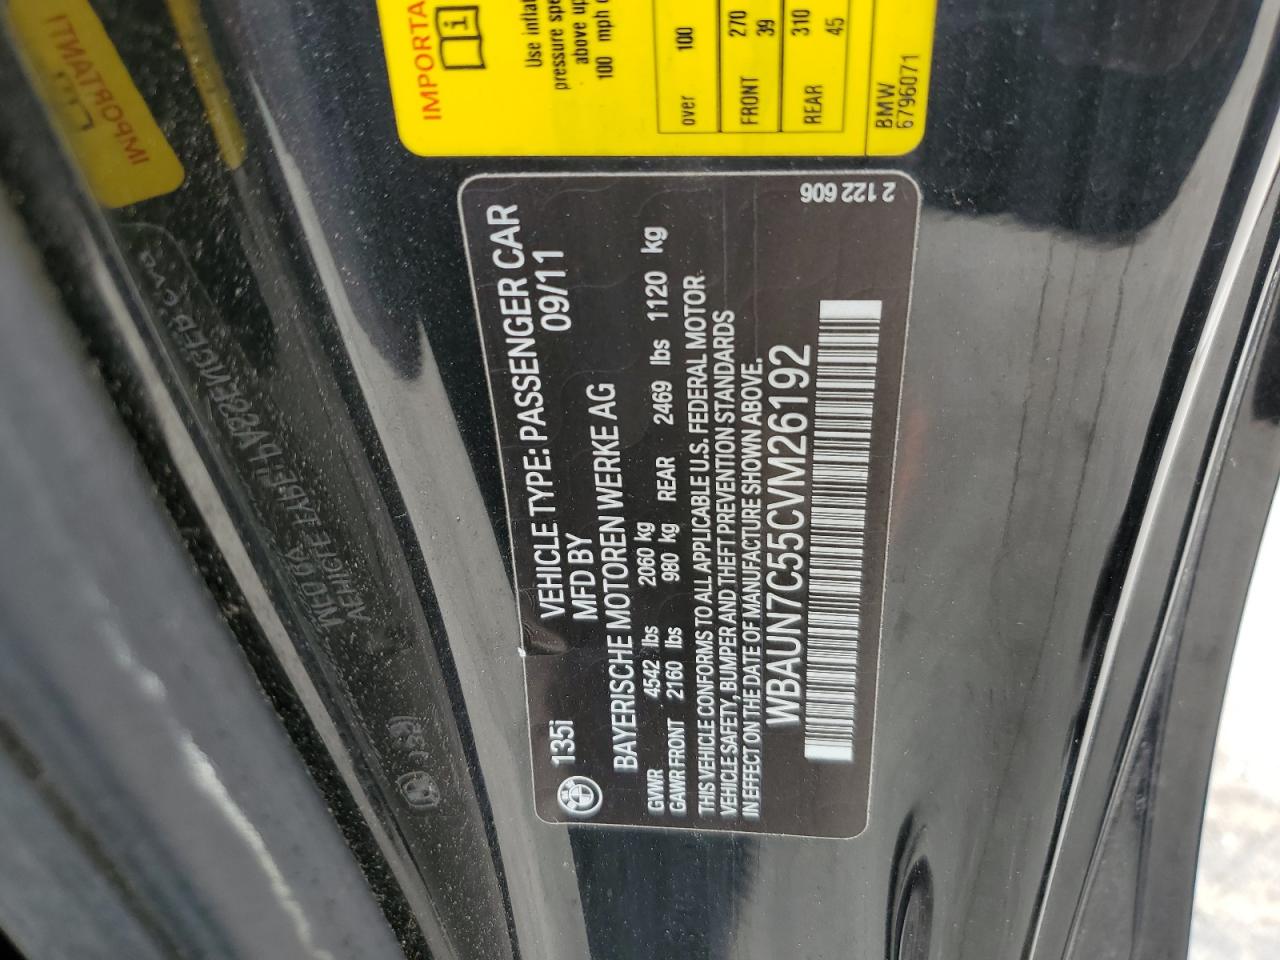 IMPORTA
Use inflat
pressure spe
above up
100 mph o
over 100
FRONT 270
39
REAR 310
45
BMW
6796071
135i VEHICLE TYPE: PASSENGER CAR
MFD BY 09/11
BAYERISCHE MOTOREN WERKE AG
GVWR 4542 lbs 2060 kg
GAWR FRONT 2160 lbs 980 kg REAR 2469 lbs 1120 kg
THIS VEHICLE CONFORMS TO ALL APPLICABLE U.S. FEDERAL MOTOR
VEHICLE SAFETY, BUMPER AND THEFT PREVENTION STANDARDS
IN EFFECT ON THE DATE OF MANUFACTURE SHOWN ABOVE.
WBAUN7C55CVM26192
2 122 606
IMPORTANT!